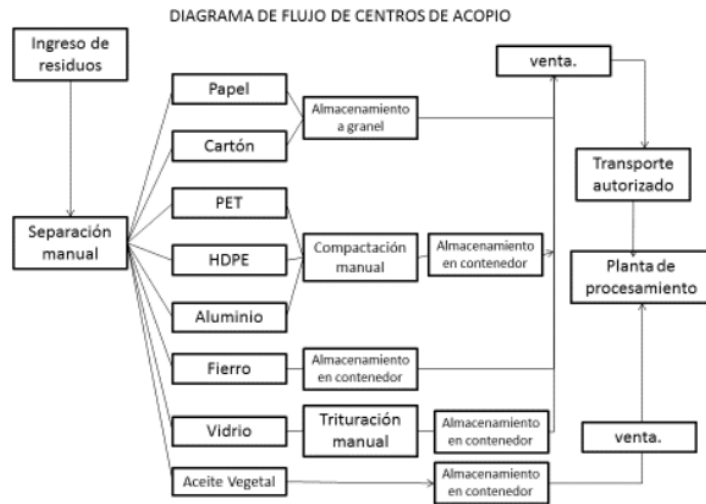 DIAGRAMA DE FLUJO DE CENTROS DE ACOPIO
Ingreso de
residuos
Separación
manual
Papel
Cartón
PET
HDPE
Aluminio
Fierro
Vidrio
Aceite Vegetal
Almacenamiento
a granel
Compactación
manual
Almacenamiento
en contenedor
Almacenamiento
en contenedor
Trituración
manual
Almacenamiento
en contenedor
Almacenamiento
en contenedor
venta.
Transporte
autorizado
Planta de
procesamiento
venta.